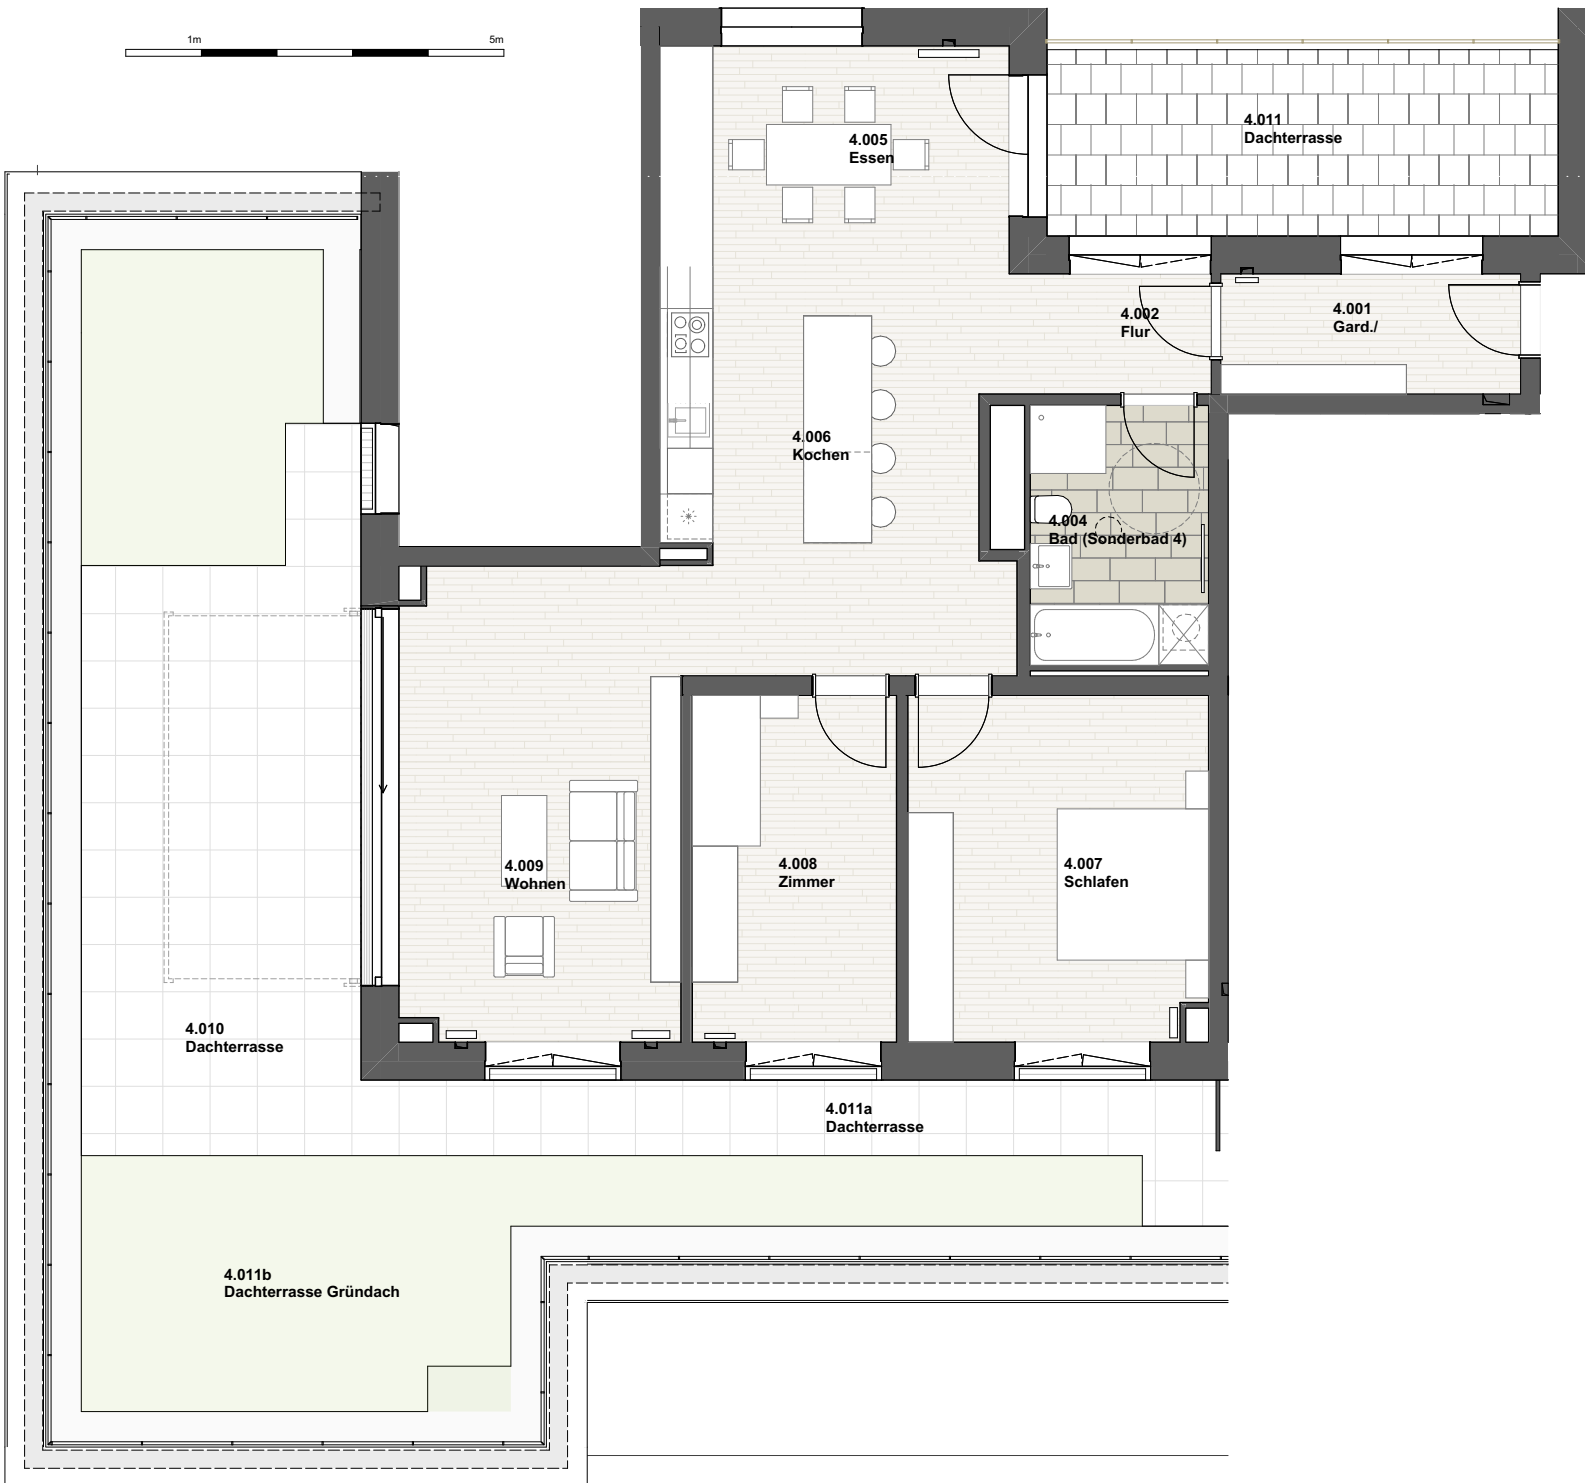 1m
5m
4.005
Essen
4.011
Dachterrasse
4.002
Flur
4.001
Gard./
4.006
Kochen
4.004
Bad (Sonderbad 4)
4.009
Wohnen
4.008
Zimmer
4.007
Schlafen
4.010
Dachterrasse
4.011a
Dachterrasse
4.011b
Dachterrasse Gründach